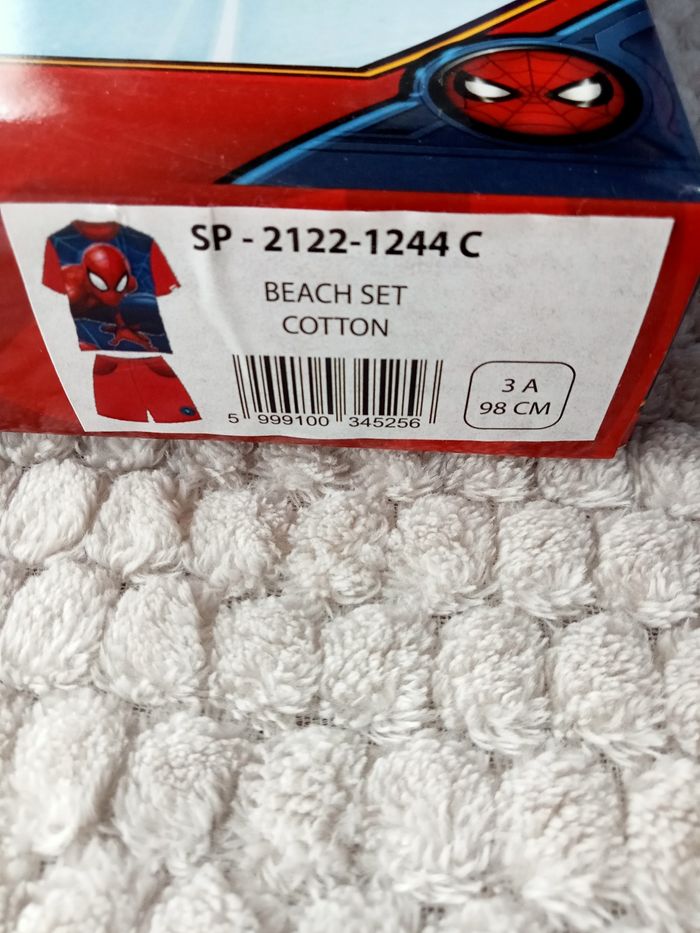 SP - 2122-1244 C
BEACH SET
COTTON
5 999100 345256
3 A
98 CM